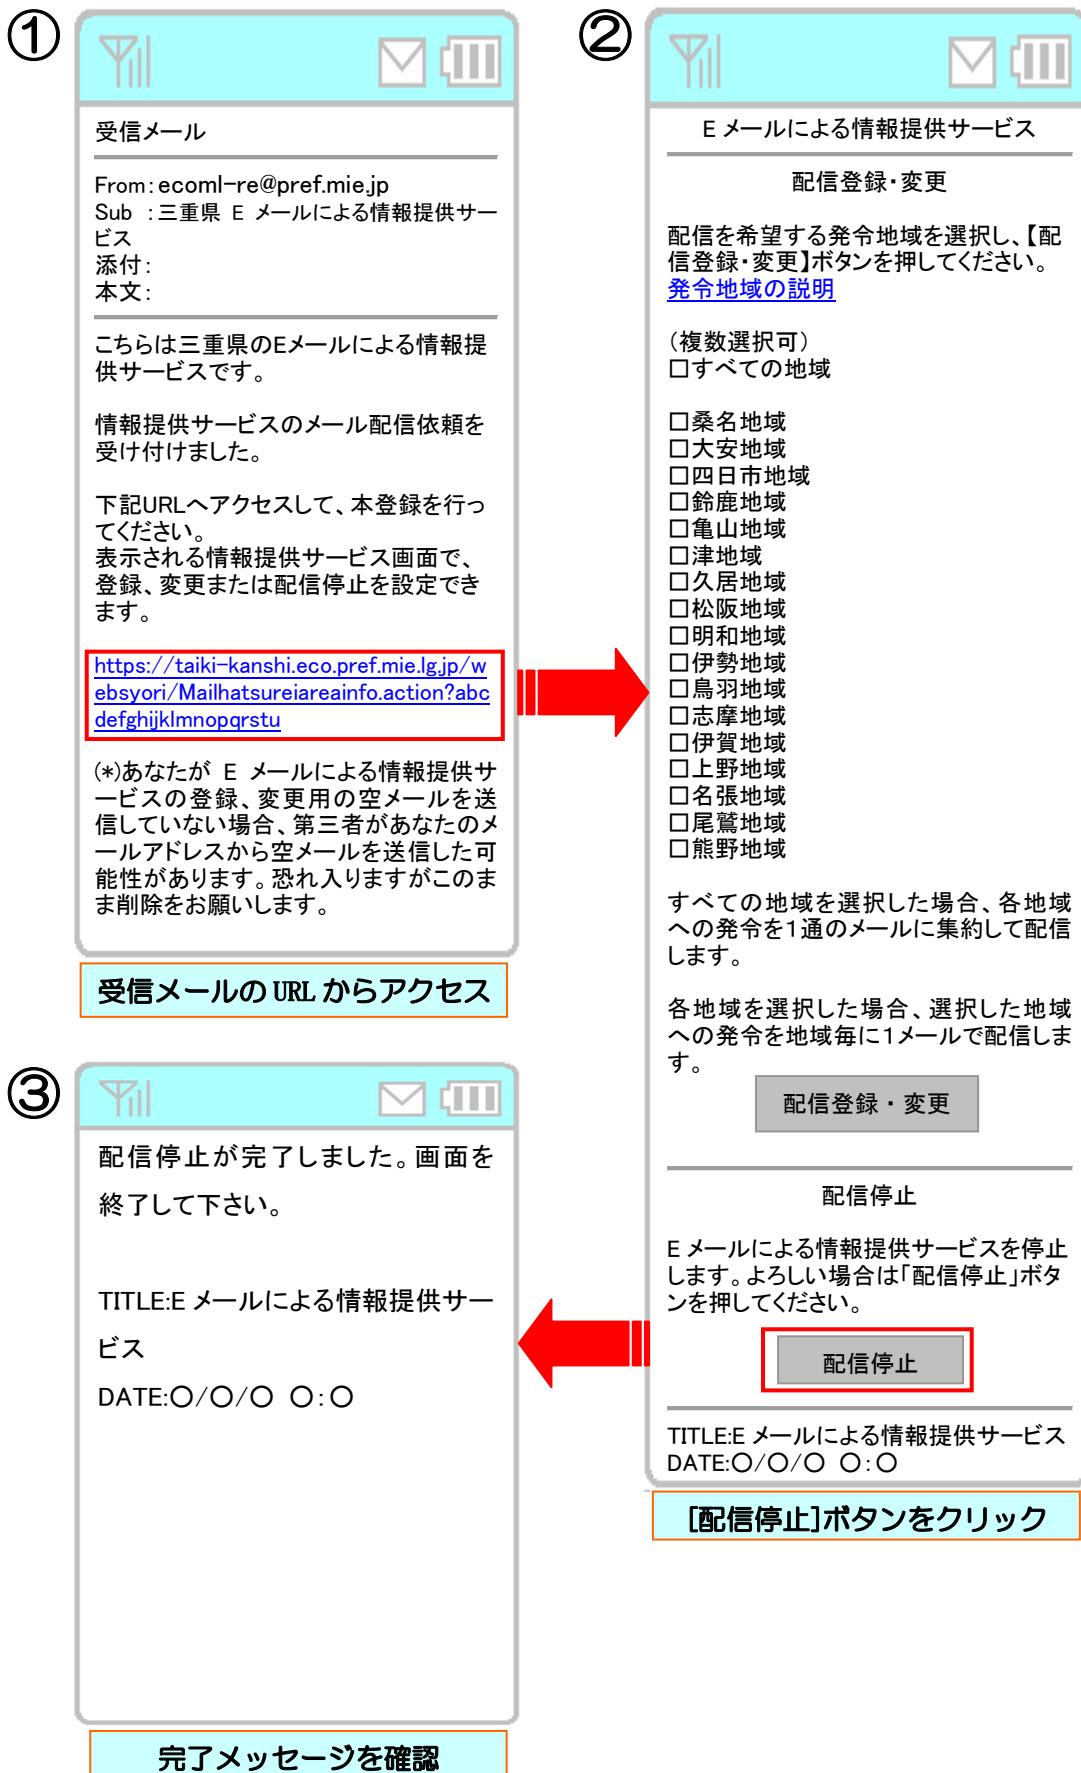 ①
受信メール
From：ecoml-re@pref.mie.jp
Sub ：三重県 E メールによる情報提供サー
ビス
添付：
本文：
こちらは三重県のEメールによる情報提
供サービスです。
情報提供サービスのメール配信依頼を
受け付けました。
下記URLへアクセスして、本登録を行っ
てください。
表示される情報提供サービス画面で、
登録、変更または配信停止を設定でき
ます。
https://taiki-kanshi.eco.pref.mie.lg.jp/w
ebsyori/Mailhatsureiareainfo.action?abc
defghijklmnopqrstu
(*)あなたが E メールによる情報提供サ
ービスの登録、変更用の空メールを送
信していない場合、第三者があなたのメ
ールアドレスから空メールを送信した可
能性があります。恐れ入りますがこのま
ま削除をお願いします。
受信メールの URL からアクセス
②
E メールによる情報提供サービス
配信登録・変更
配信を希望する発令地域を選択し、【配
信登録・変更】ボタンを押してください。
発令地域の説明
（複数選択可）
□すべての地域
□桑名地域
□大安地域
□四日市地域
□鈴鹿地域
□亀山地域
□津地域
□久居地域
□松阪地域
□明和地域
□伊勢地域
□鳥羽地域
□志摩地域
□伊賀地域
□上野地域
□名張地域
□尾鷲地域
□熊野地域
すべての地域を選択した場合、各地域
への発令を1通のメールに集約して配信
します。
各地域を選択した場合、選択した地域
への発令を地域毎に1メールで配信しま
す。
配信登録・変更
配信停止
E メールによる情報提供サービスを停止
します。よろしい場合は「配信停止」ボタ
ンを押してください。
配信停止
TITLE:E メールによる情報提供サービス
DATE:○/○/○ ○:○
[配信停止]ボタンをクリック
③
配信停止が完了しました。画面を
終了して下さい。
TITLE:E メールによる情報提供サー
ビス
DATE:○/○/○ ○:○
完了メッセージを確認